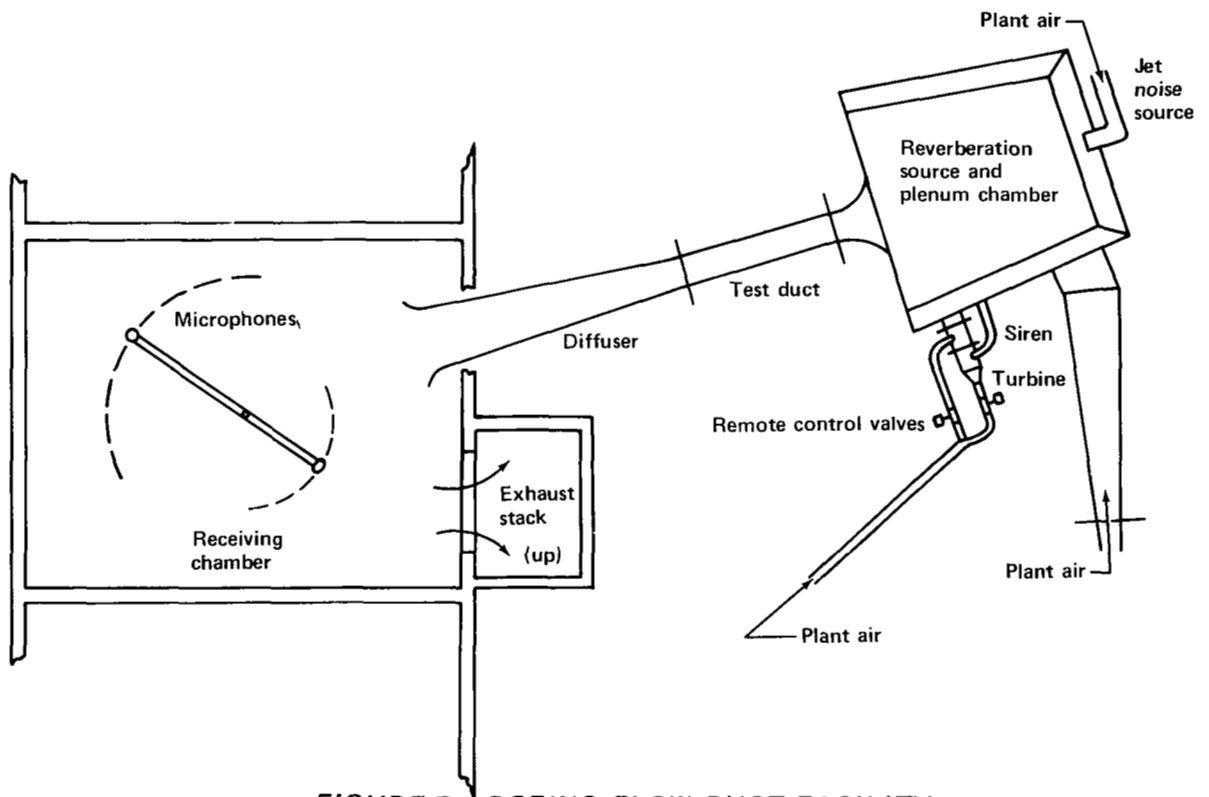 Plant air
Jet
noise
source
Reverberation
source and
plenum chamber
Microphones
Test duct
Diffuser
Siren
Turbine
Remote control valves
Exhaust
stack
(up)
Receiving
chamber
Plant air
Plant air